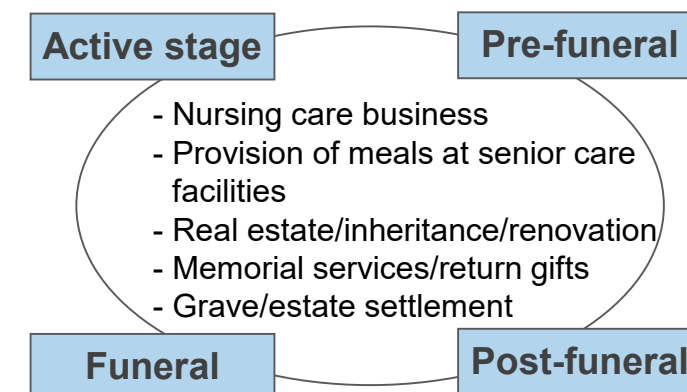 Active stage
Pre-funeral
- Nursing care business
- Provision of meals at senior care
facilities
- Real estate/inheritance/renovation
- Memorial services/return gifts
- Grave/estate settlement
Funeral
Post-funeral